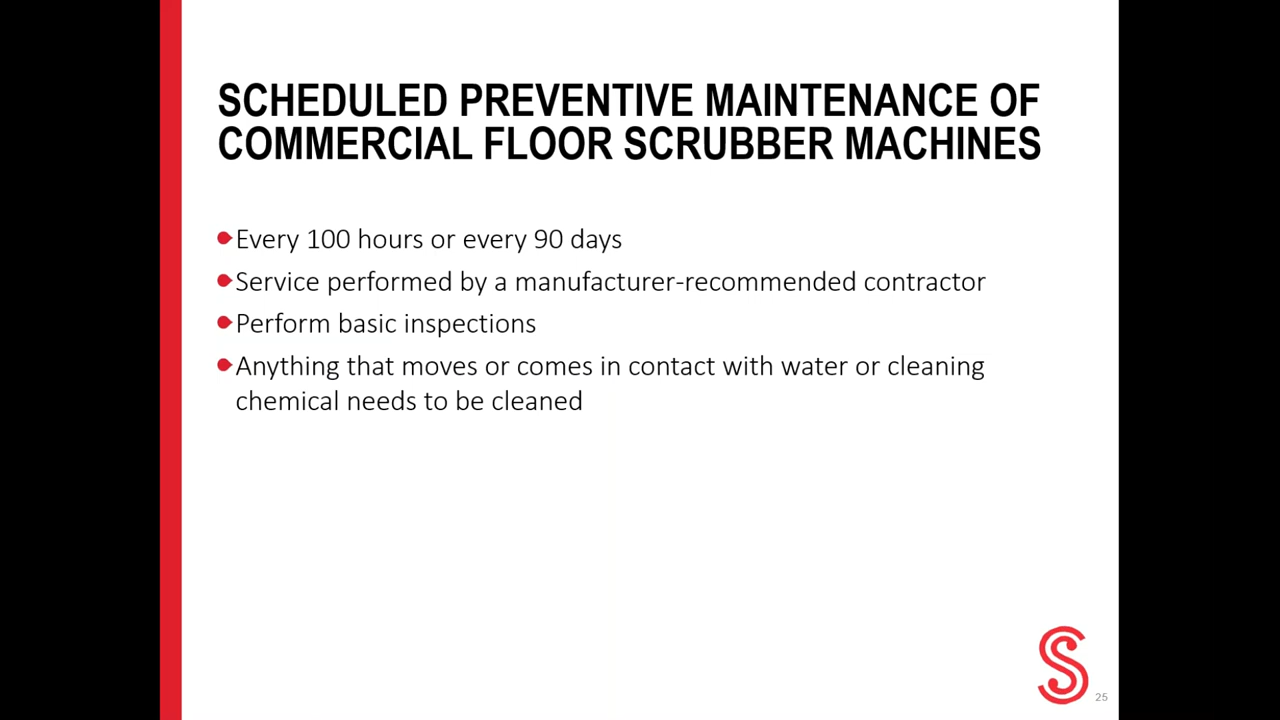 SCHEDULED PREVENTIVE MAINTENANCE OF
COMMERCIAL FLOOR SCRUBBER MACHINES
Every 100 hours or every 90 days
Service performed by a manufacturer-recommended contractor
Perform basic inspections
Anything that moves or comes in contact with water or cleaning
chemical needs to be cleaned
S
25